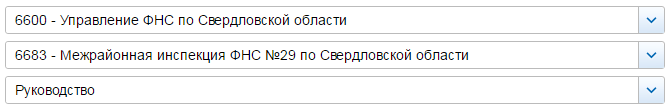 6600 - Управление ФНС по Свердловской области
6683 - Межрайонная инспекция ФНС №29 по Свердловской области
Руководство